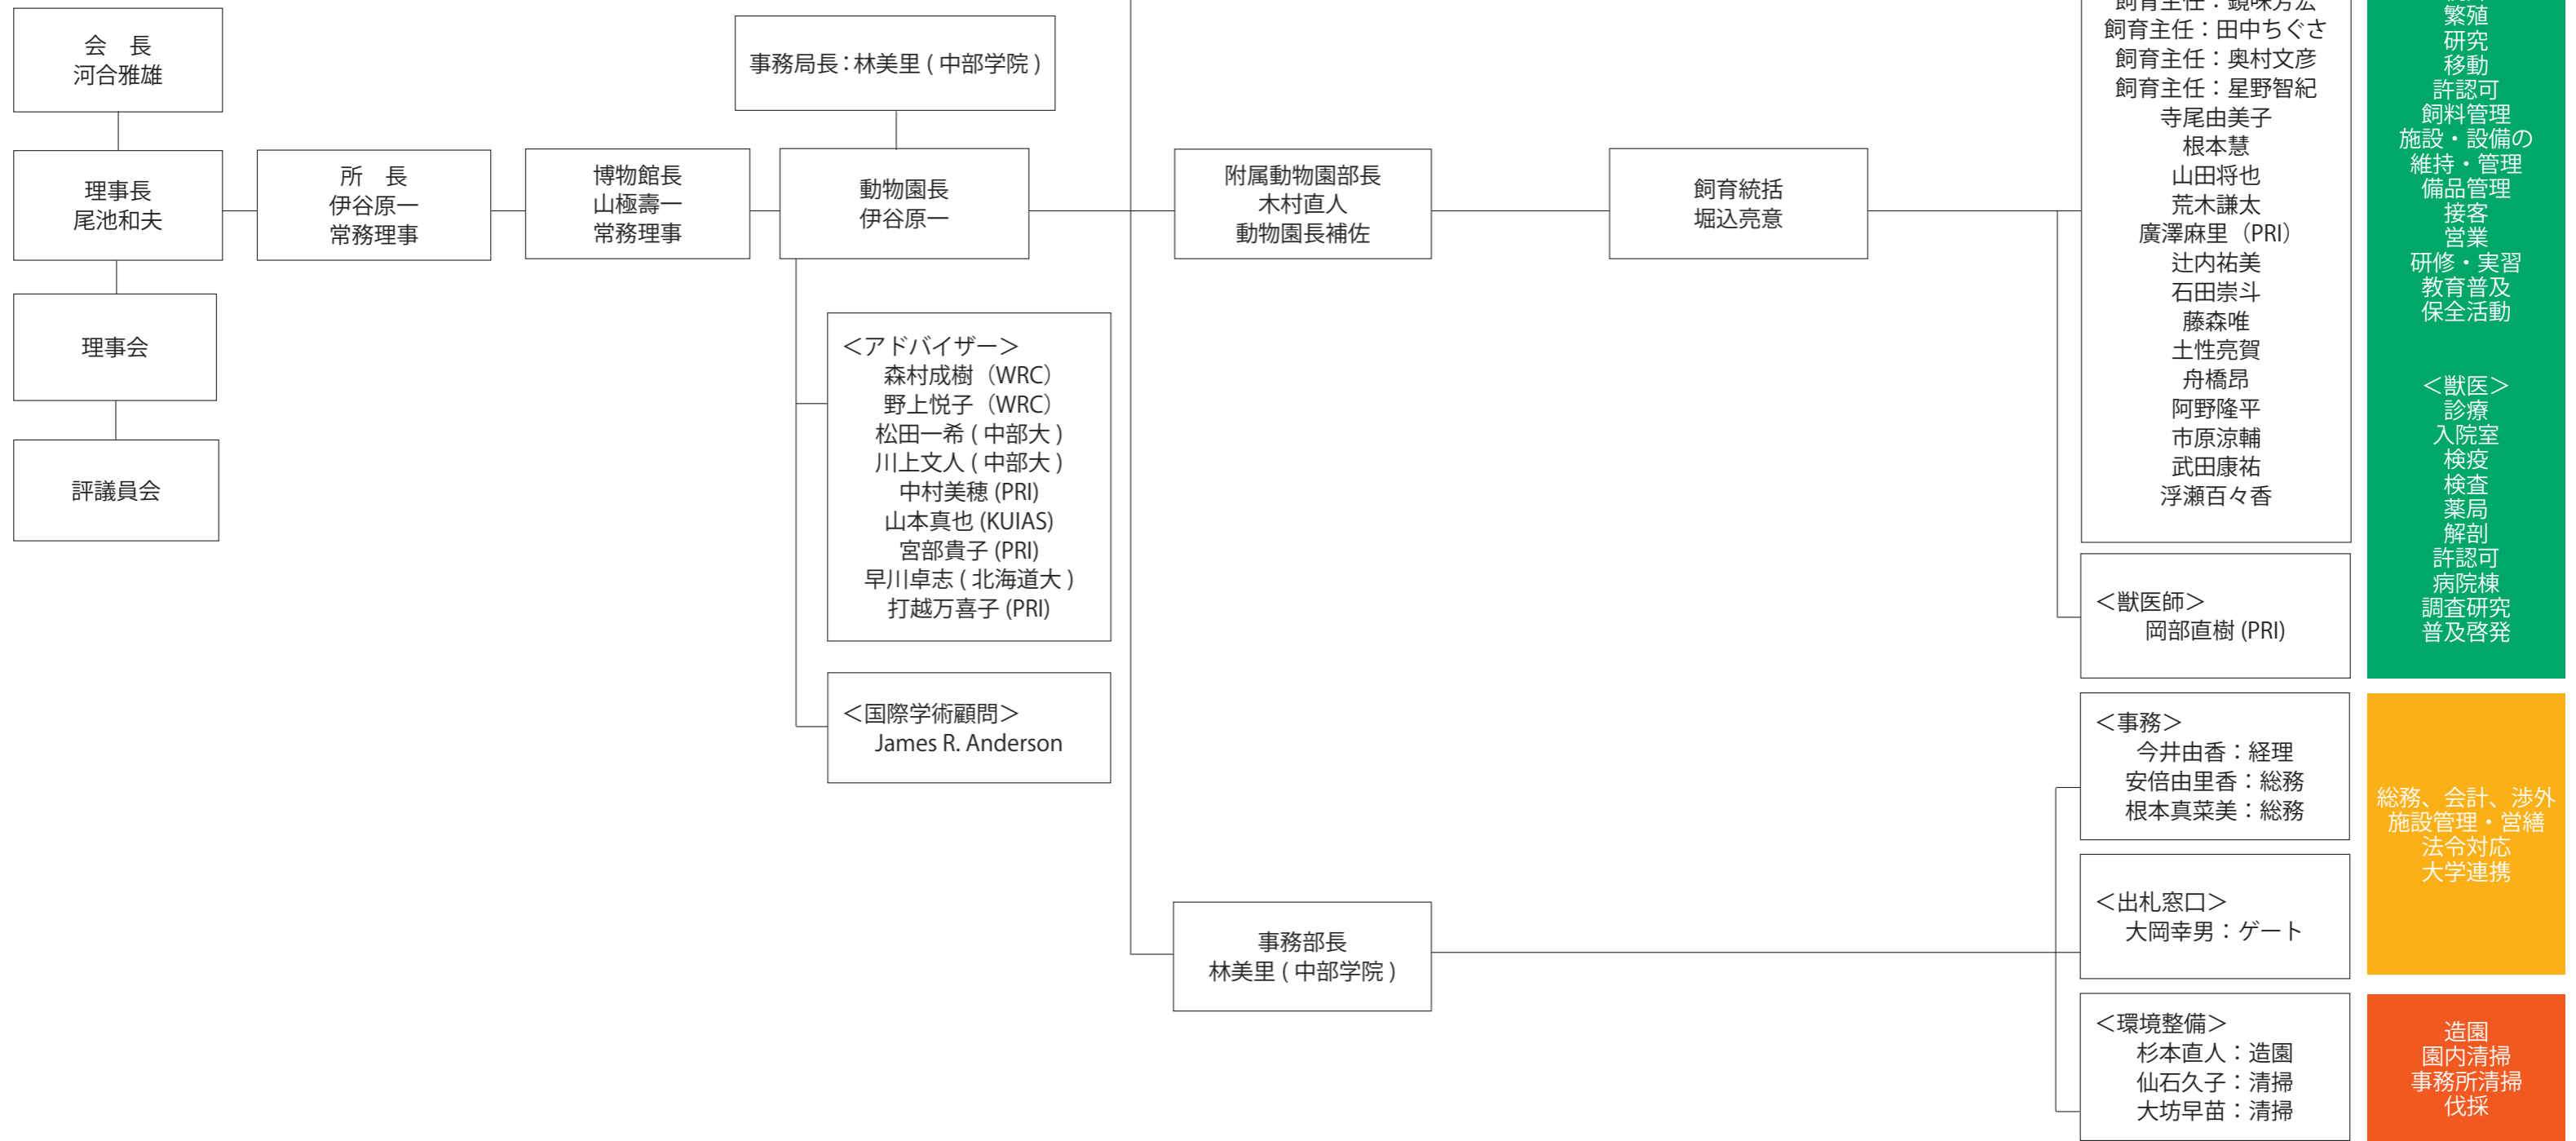 会　長
河合雅雄
理事長
尾池和夫
理事会
評議員会
所　長
伊谷原一
常務理事
博物館長
山極壽一
常務理事
事務局長：林美里 ( 中部学院 )
動物園長
伊谷原一
＜アドバイザー＞
森村成樹（WRC）
野上悦子（WRC）
松田一希 ( 中部大 )
川上文人 ( 中部大 )
中村美穂 (PRI)
山本真也 (KUIAS)
宮部貴子 (PRI)
早川卓志 ( 北海道大 )
打越万喜子 (PRI)
＜国際学術顧問＞
James R. Anderson
附属動物園部長
木村直人
動物園長補佐
飼育統括
堀込亮意
事務部長
林美里 ( 中部学院 )
飼育主任：鏡味芳宏
飼育主任：田中ちぐさ
飼育主任：奥村文彦
飼育主任：星野智紀
寺尾由美子
根本慧
山田将也
荒木謙太
廣澤麻里（PRI）
辻内祐美
石田崇斗
藤森唯
土性亮賀
舟橋昂
阿野隆平
市原涼輔
武田康祐
浮瀬百々香
＜獣医師＞
岡部直樹 (PRI)
＜事務＞
今井由香：経理
安倍由里香：総務
根本真菜美：総務
＜出札窓口＞
大岡幸男：ゲート
＜環境整備＞
杉本直人：造園
仙石久子：清掃
大坊早苗：清掃
繁殖
研究
移動
許認可
飼料管理
施設・設備の
維持・管理
備品管理
接客
営業
研修・実習
教育普及
保全活動
＜獣医＞
診療
入院室
検疫
検査
薬局
解剖
許認可
病院棟
調査研究
普及啓発
総務、会計、渉外
施設管理・営繕
法令対応
大学連携
造園
園内清掃
事務所清掃
伐採